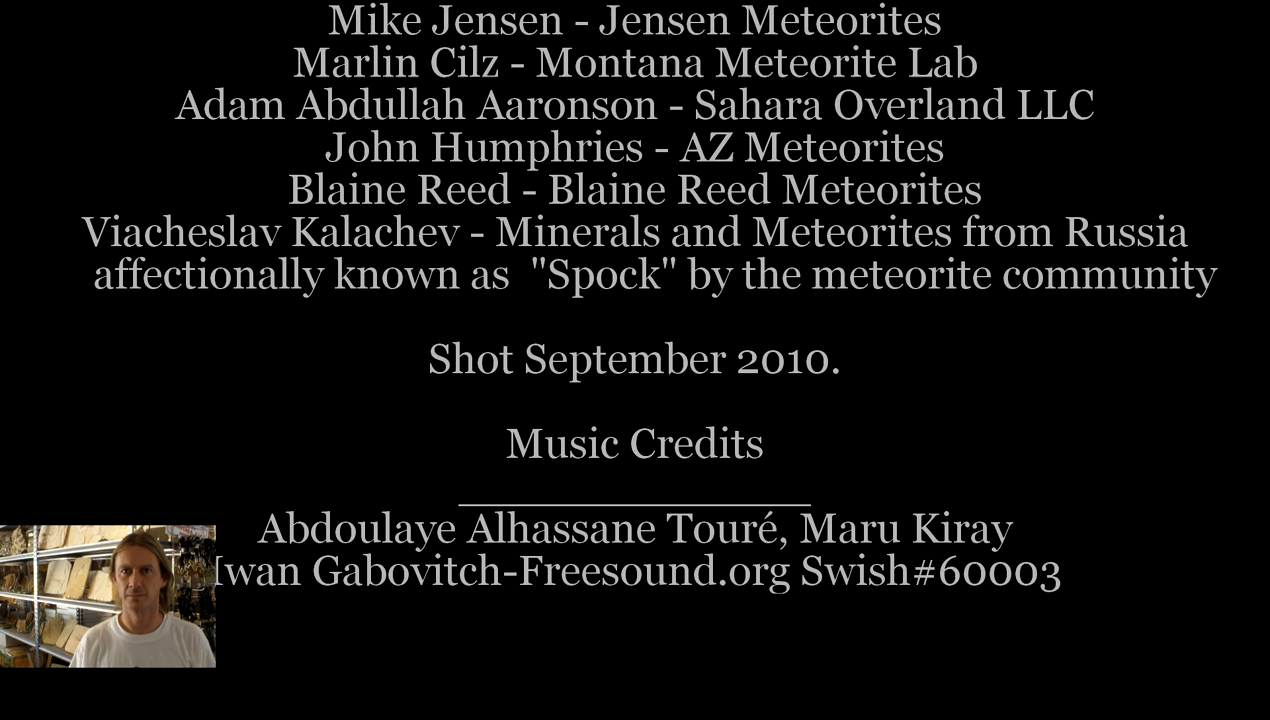 Mike Jensen - Jensen Meteorites
Marlin Cilz - Montana Meteorite Lab
Adam Abdullah Aaronson - Sahara Overland LLC
John Humphries - AZ Meteorites
Blaine Reed - Blaine Reed Meteorites
Viacheslav Kalachev - Minerals and Meteorites from Russia
affectionally known as "Spock" by the meteorite community
Shot September 2010.
Music Credits
Abdoulaye Alhassane Touré, Maru Kiray
Iwan Gabovitch-Freesound.org Swish#60003